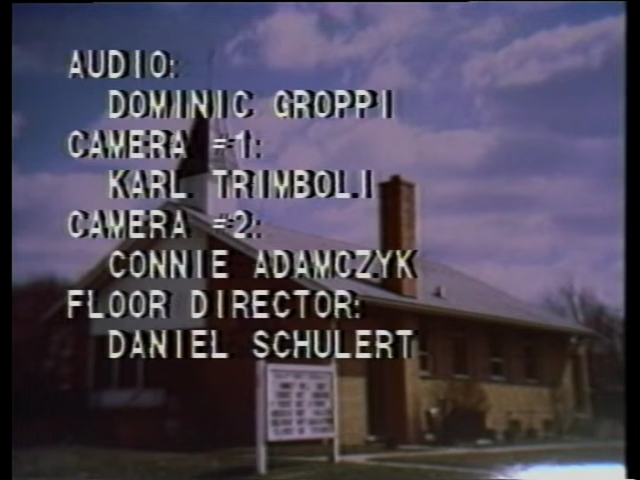 AUDIO:
DOMINIC GROPPI
CAMERA #1:
KARL TRIMBOLI
CAMERA #2:
CONNIE ADAMCZYK
FLOOR DIRECTOR:
DANIEL SCHULERT